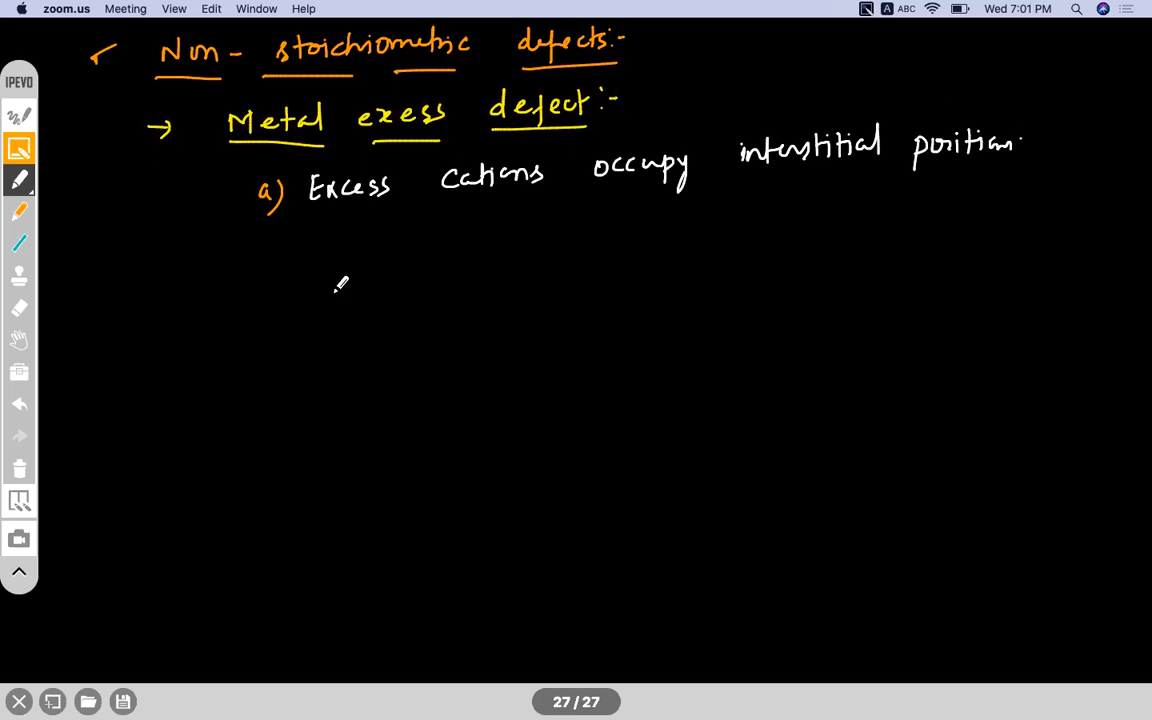 zoom.us Meeting View Edit Window Help A ABC Wed 7:01 PM
IPEVO
Non - stoichiometric defects:-
→ Metal exess defect:-
a) Excess Cations occupy interstitial position.
27 / 27